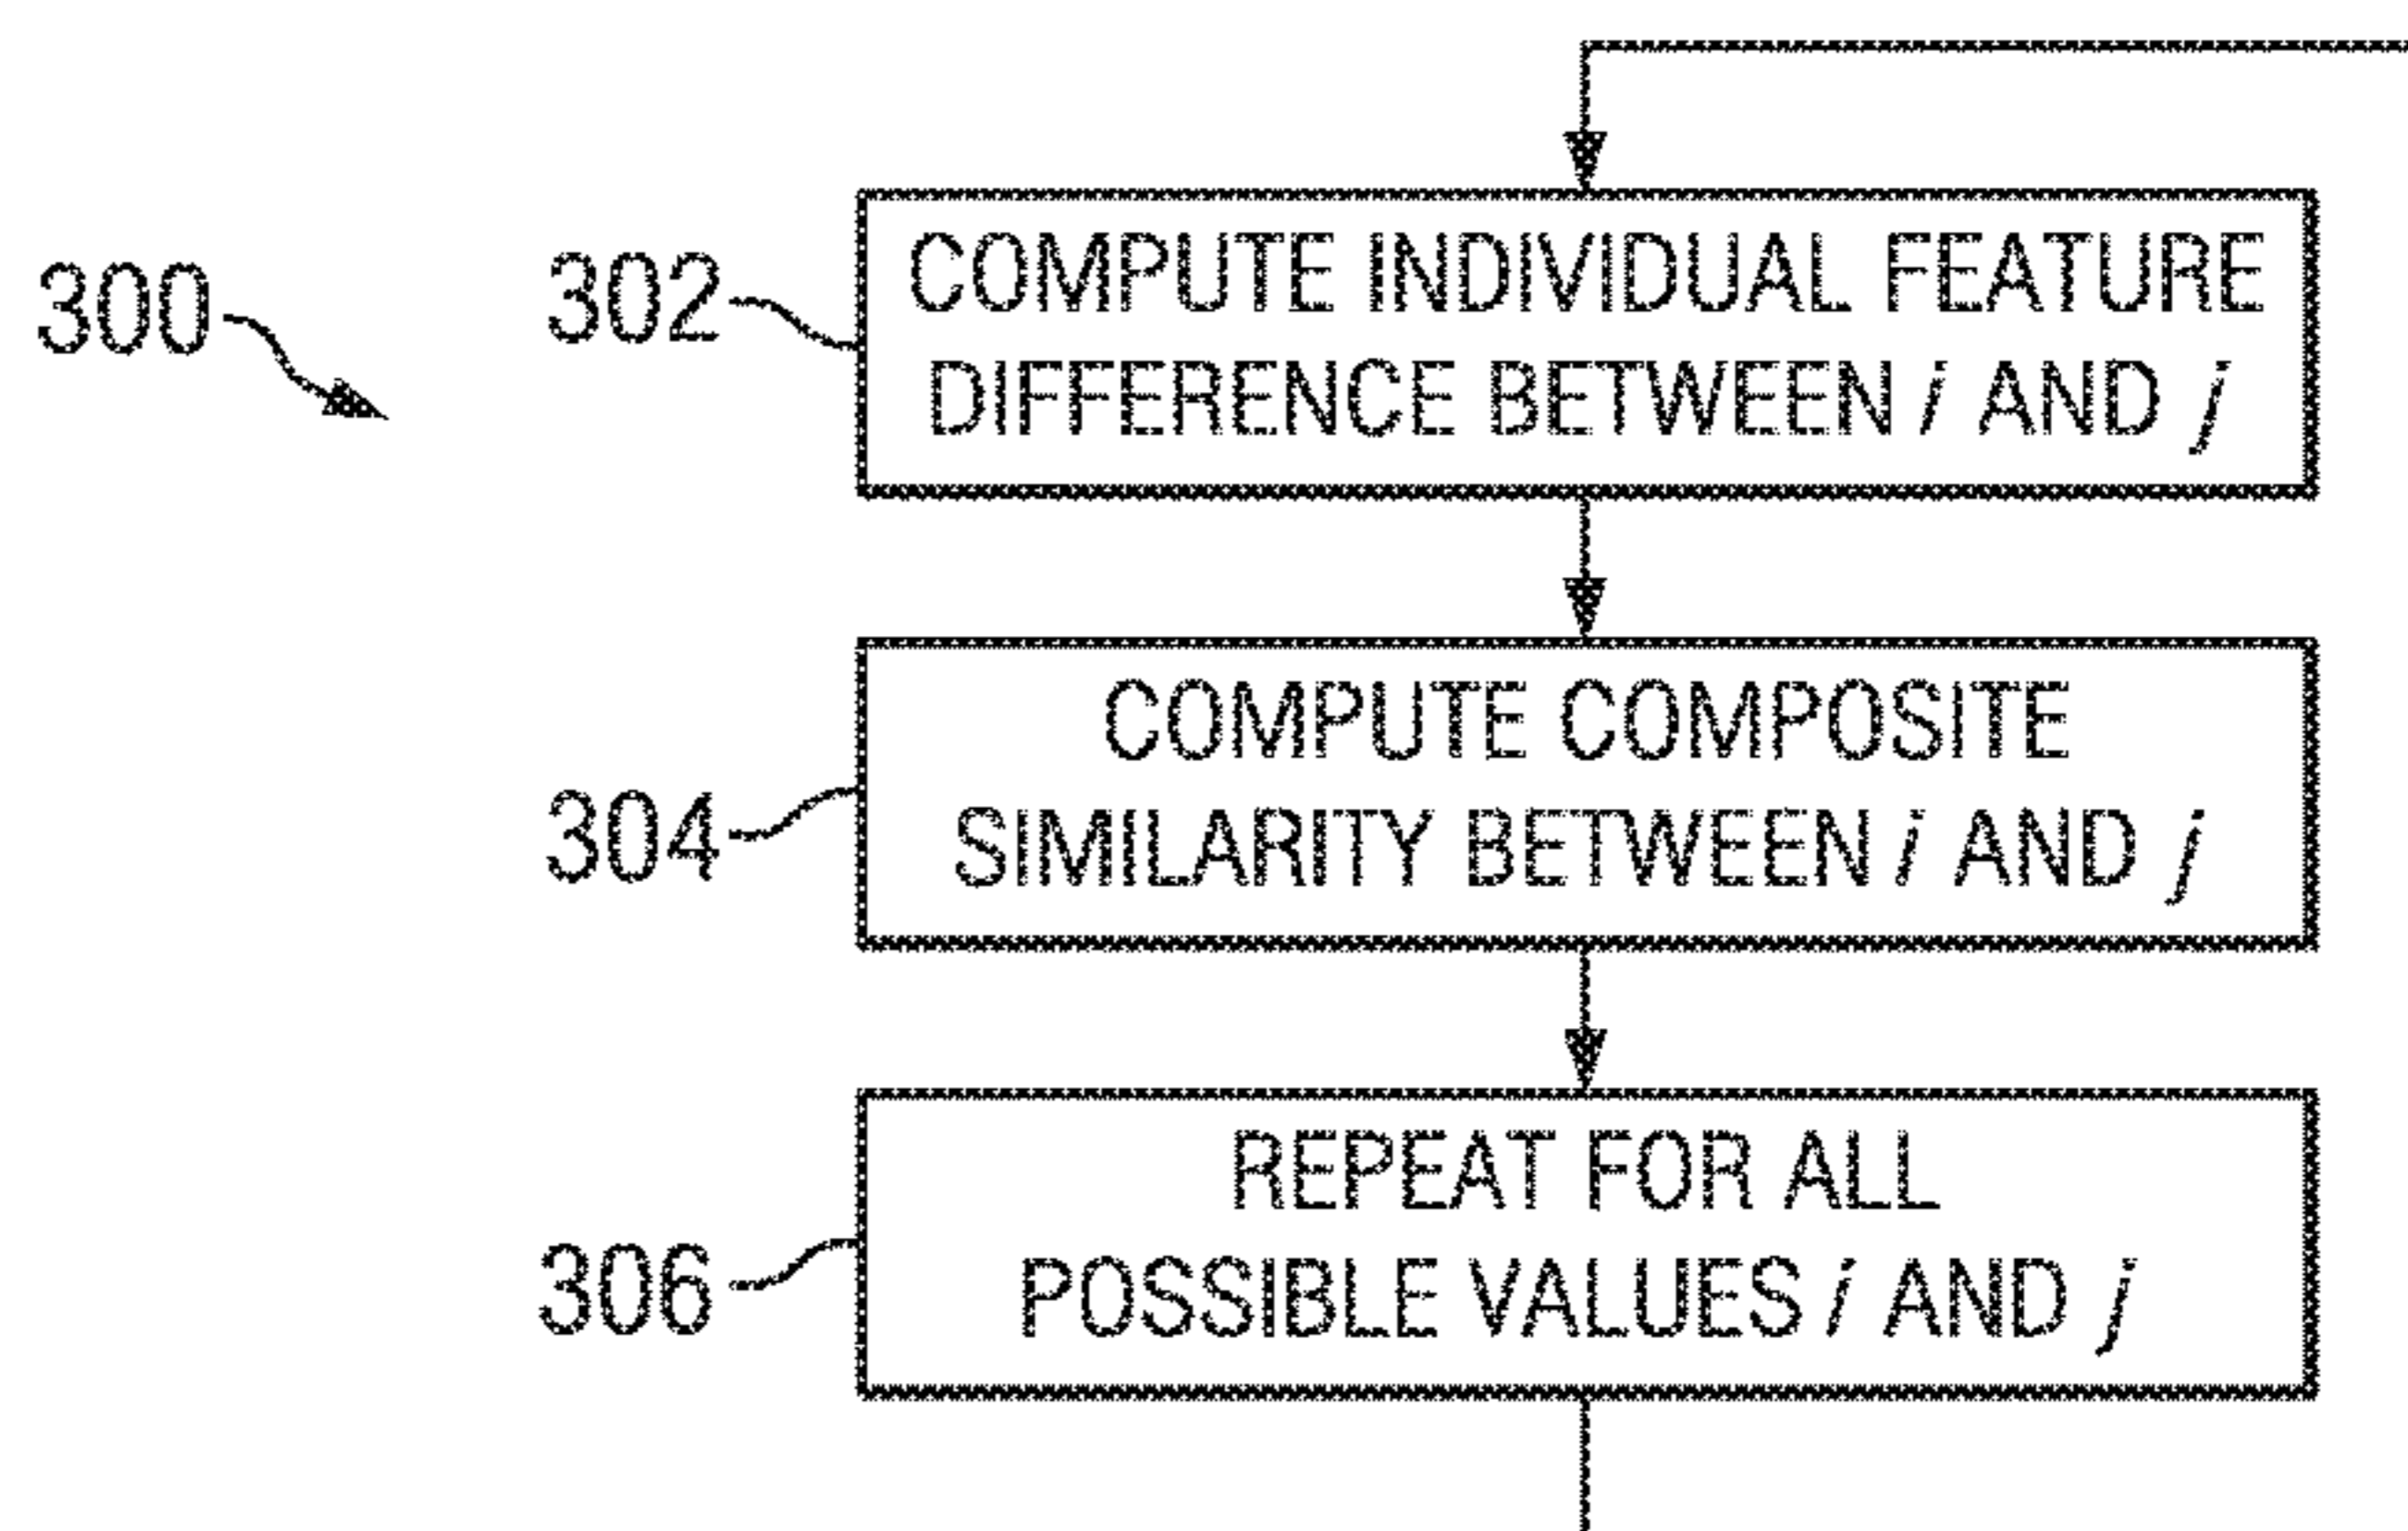 300
302
COMPUTE INDIVIDUAL FEATURE
DIFFERENCE BETWEEN i AND j
304
COMPUTE COMPOSITE
SIMILARITY BETWEEN i AND j
306
REPEAT FOR ALL
POSSIBLE VALUES i AND j